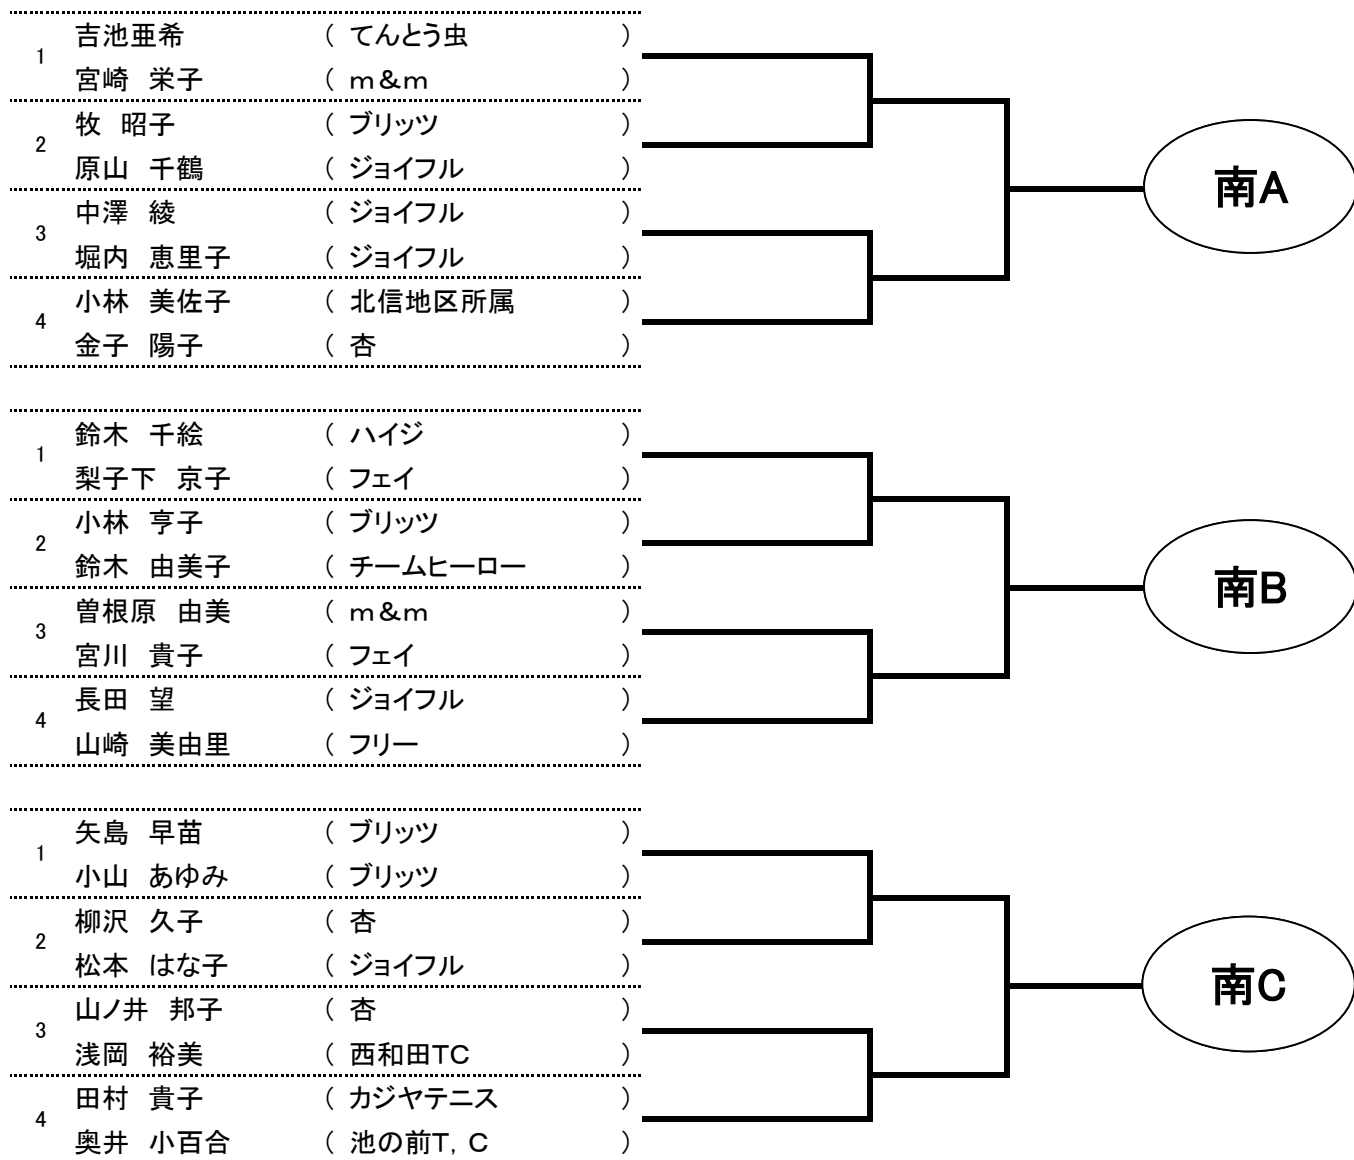 1
吉池亜希 （ てんとう虫 ）
宮崎　栄子 （ ｍ＆ｍ ）
2
牧　昭子 （ ブリッツ ）
原山　千鶴 （ ジョイフル ）
3
中澤　綾 （ ジョイフル ）
堀内　恵里子 （ ジョイフル ）
4
小林　美佐子 （ 北信地区所属 ）
金子　陽子 （ 杏 ）
南A
1
鈴木　千絵 （ ハイジ ）
梨子下　京子 （ フェイ ）
2
小林　亨子 （ ブリッツ ）
鈴木　由美子 （ チームヒーロー ）
3
曽根原　由美 （ ｍ＆ｍ ）
宮川　貴子 （ フェイ ）
4
長田　望 （ ジョイフル ）
山崎　美由里 （ フリー ）
南B
1
矢島　早苗 （ ブリッツ ）
小山　あゆみ （ ブリッツ ）
2
柳沢　久子 （ 杏 ）
松本　はな子 （ ジョイフル ）
3
山ノ井　邦子 （ 杏 ）
浅岡　裕美 （ 西和田TC ）
4
田村　貴子 （ カジヤテニス ）
奥井　小百合 （ 池の前T，C ）
南C